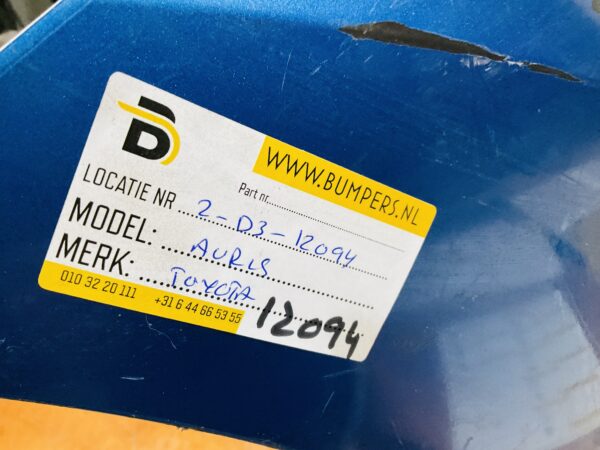 B
WWW.BUMPERS.NL
Part nr..........
LOCATIE NR 2-D3-12094
MODEL: AURIS
MERK: TOYOTA
010 32 20 111 +31 6 44 66 53 55
12094